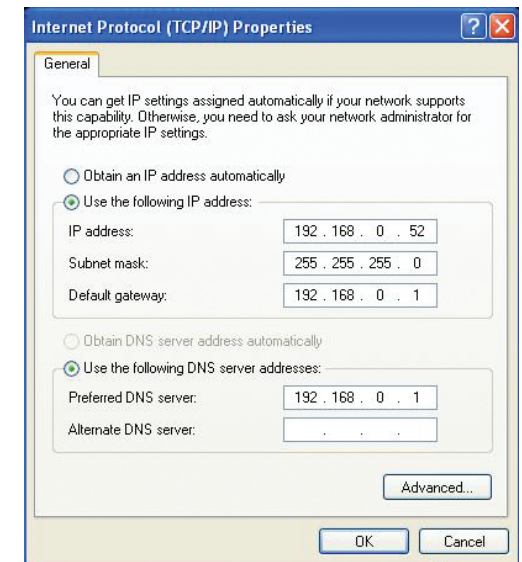 Internet Protocol (TCP/IP) Properties
General
You can get IP settings assigned automatically if your network supports
this capability. Otherwise, you need to ask your network administrator for
the appropriate IP settings.
Obtain an IP address automatically
Use the following IP address:
IP address: 192 . 168 . 0 . 52
Subnet mask: 255 . 255 . 255 . 0
Default gateway: 192 . 168 . 0 . 1
Obtain DNS server address automatically
Use the following DNS server addresses:
Preferred DNS server: 192 . 168 . 0 . 1
Alternate DNS server: . . .
Advanced...
OK Cancel